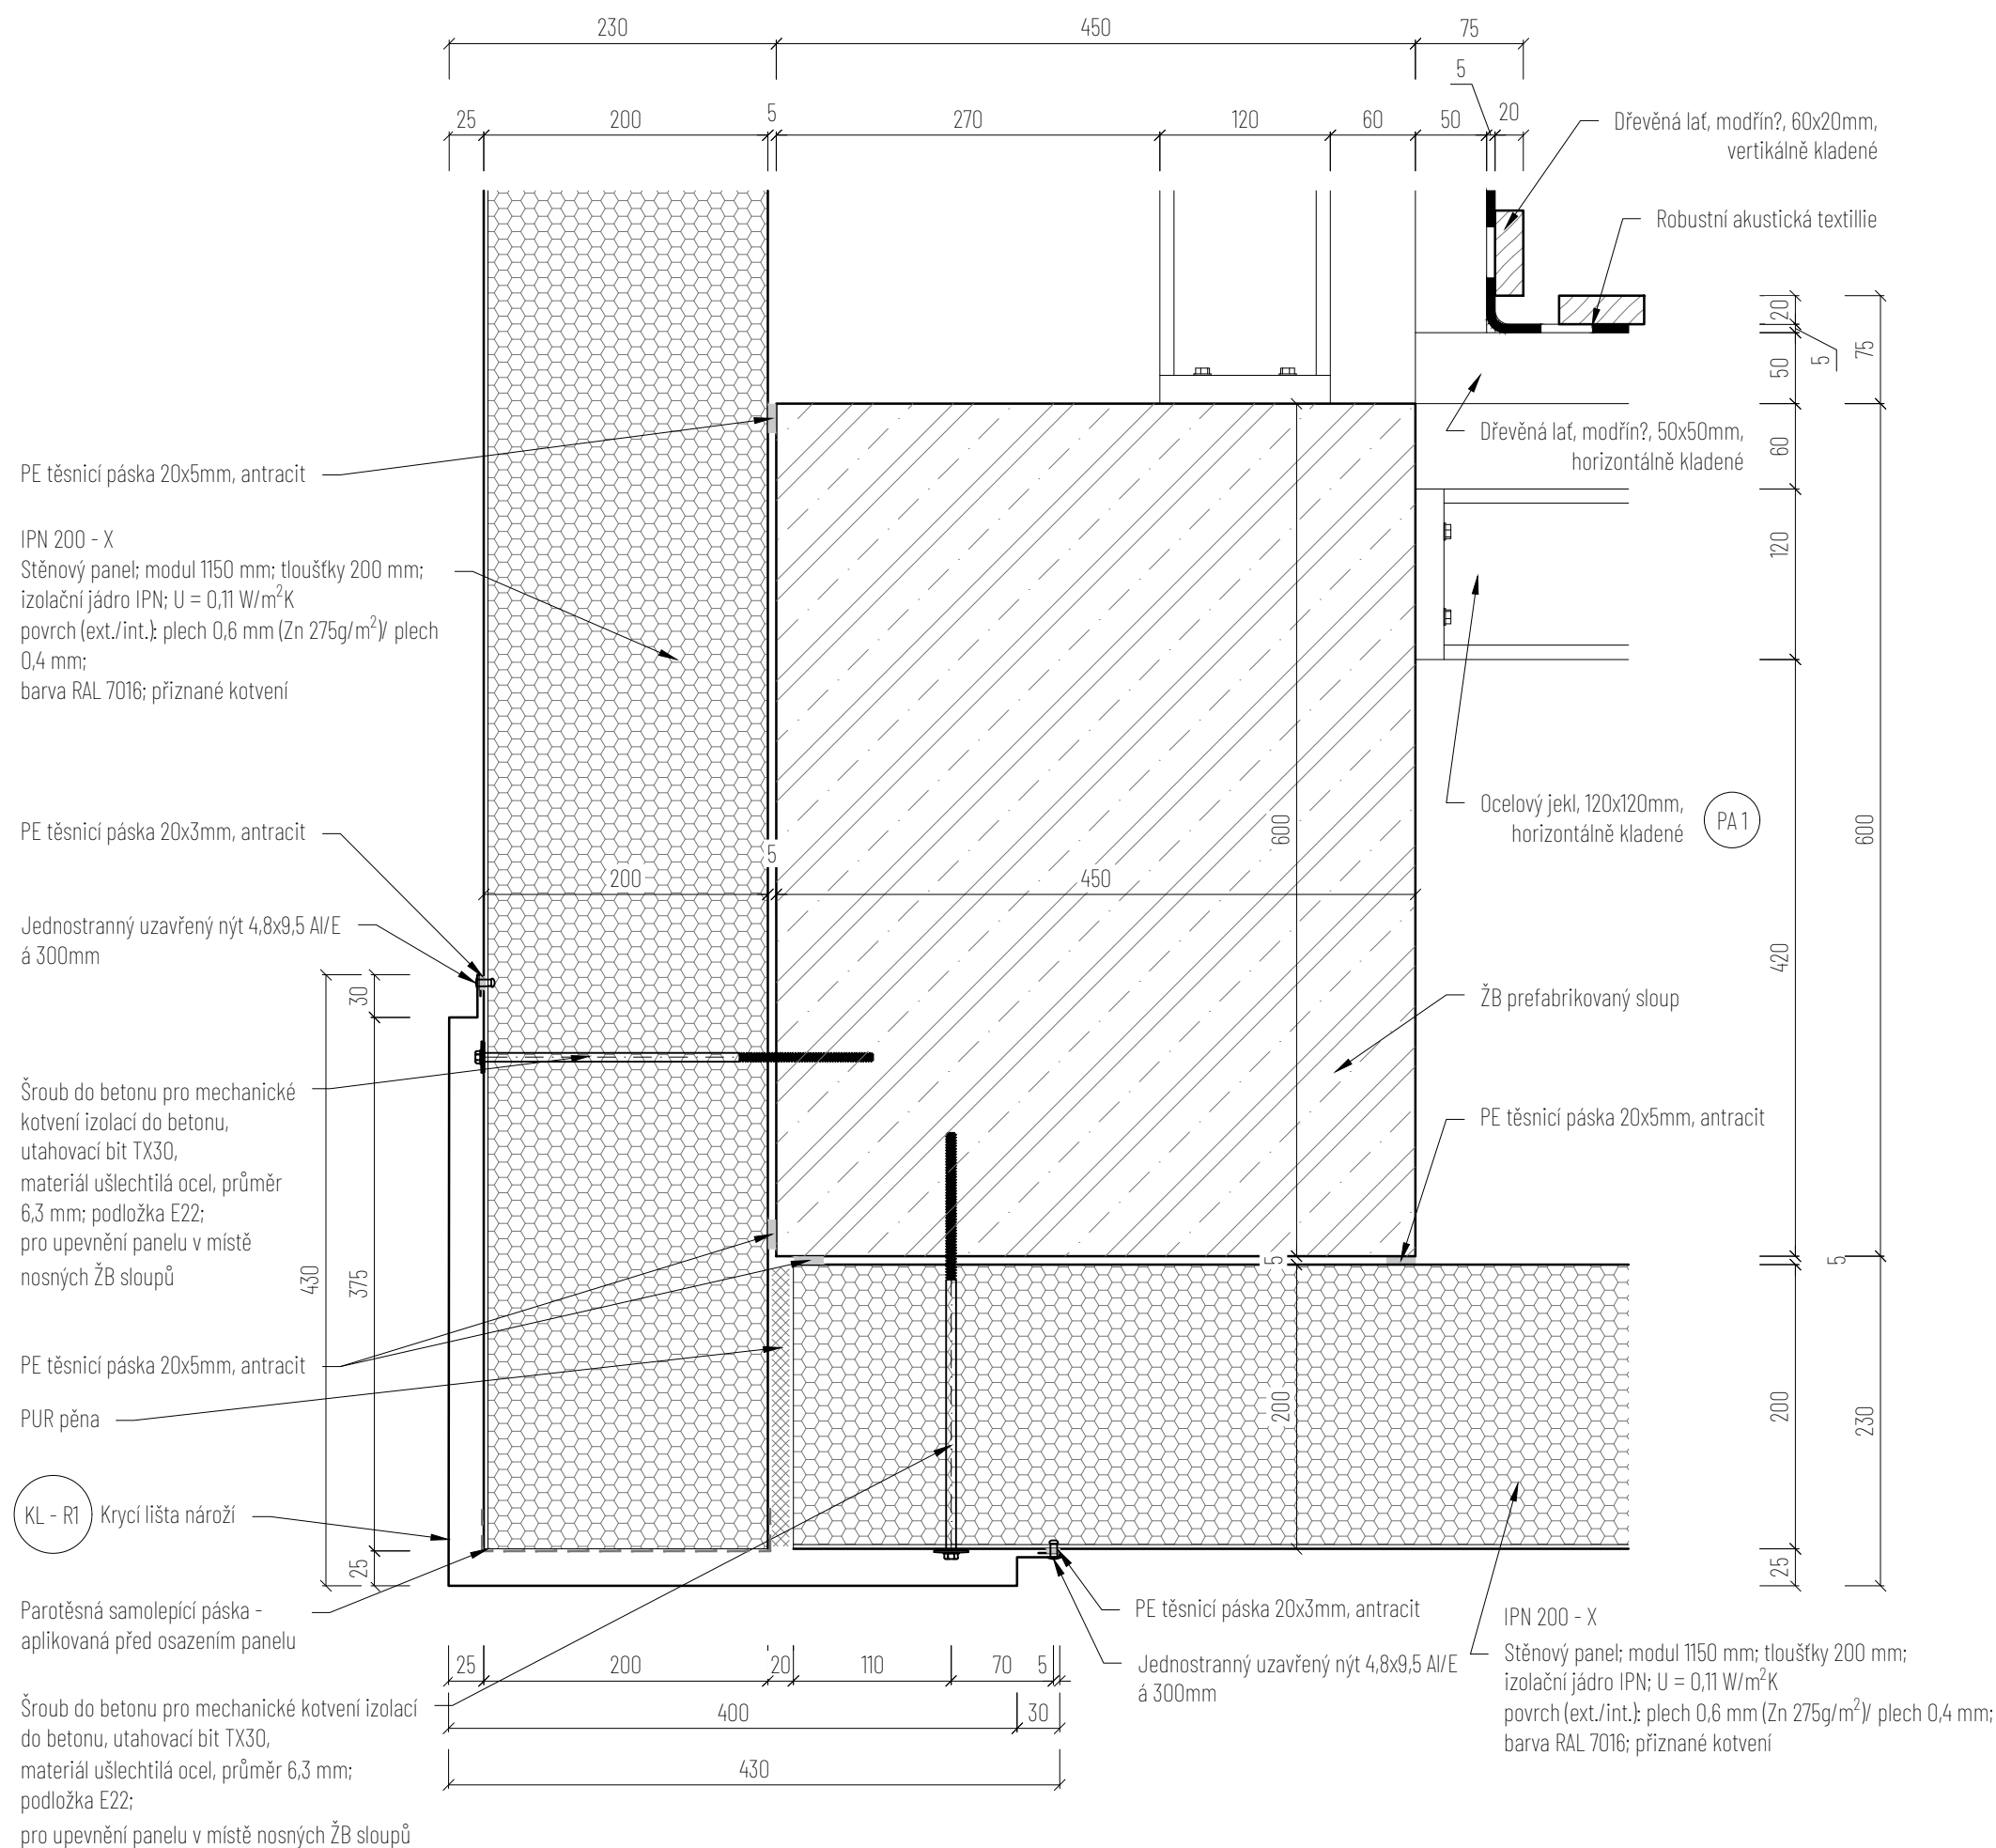 230
450
75
5
25
200
5
270
120
60
50
20
Dřevěná lať, modřín?, 60x20mm,
vertikálně kladené
Robustní akustická textillie
20
5
75
50
Dřevěná lať, modřín?, 50x50mm,
horizontálně kladené
60
PE těsnicí páska 20x5mm, antracit
IPN 200 - X
Stěnový panel; modul 1150 mm; tloušťky 200 mm;
izolační jádro IPN; U = 0,11 W/m²K
povrch (ext./int.): plech 0,6 mm (Zn 275g/m²)/ plech
0,4 mm;
barva RAL 7016; přiznané kotvení
120
Ocelový jekl, 120x120mm,
horizontálně kladené
PA 1
600
600
PE těsnicí páska 20x3mm, antracit
5
200
450
Jednostranný uzavřený nýt 4,8x9,5 Al/E
á 300mm
420
30
ŽB prefabrikovaný sloup
Šroub do betonu pro mechanické
kotvení izolací do betonu,
utahovací bit TX30,
materiál ušlechtilá ocel, průměr
6,3 mm; podložka E22;
pro upevnění panelu v místě
nosných ŽB sloupů
430
375
PE těsnicí páska 20x5mm, antracit
5
5
PE těsnicí páska 20x5mm, antracit
PUR pěna
200
200
230
KL - R1
Krycí lišta nároží
25
25
Parotěsná samolepící páska -
aplikovaná před osazením panelu
PE těsnicí páska 20x3mm, antracit
Jednostranný uzavřený nýt 4,8x9,5 Al/E
á 300mm
IPN 200 - X
Stěnový panel; modul 1150 mm; tloušťky 200 mm;
izolační jádro IPN; U = 0,11 W/m²K
povrch (ext./int.): plech 0,6 mm (Zn 275g/m²)/ plech 0,4 mm;
barva RAL 7016; přiznané kotvení
25
200
20
110
70
5
400
30
430
Šroub do betonu pro mechanické kotvení izolací
do betonu, utahovací bit TX30,
materiál ušlechtilá ocel, průměr 6,3 mm;
podložka E22;
pro upevnění panelu v místě nosných ŽB sloupů